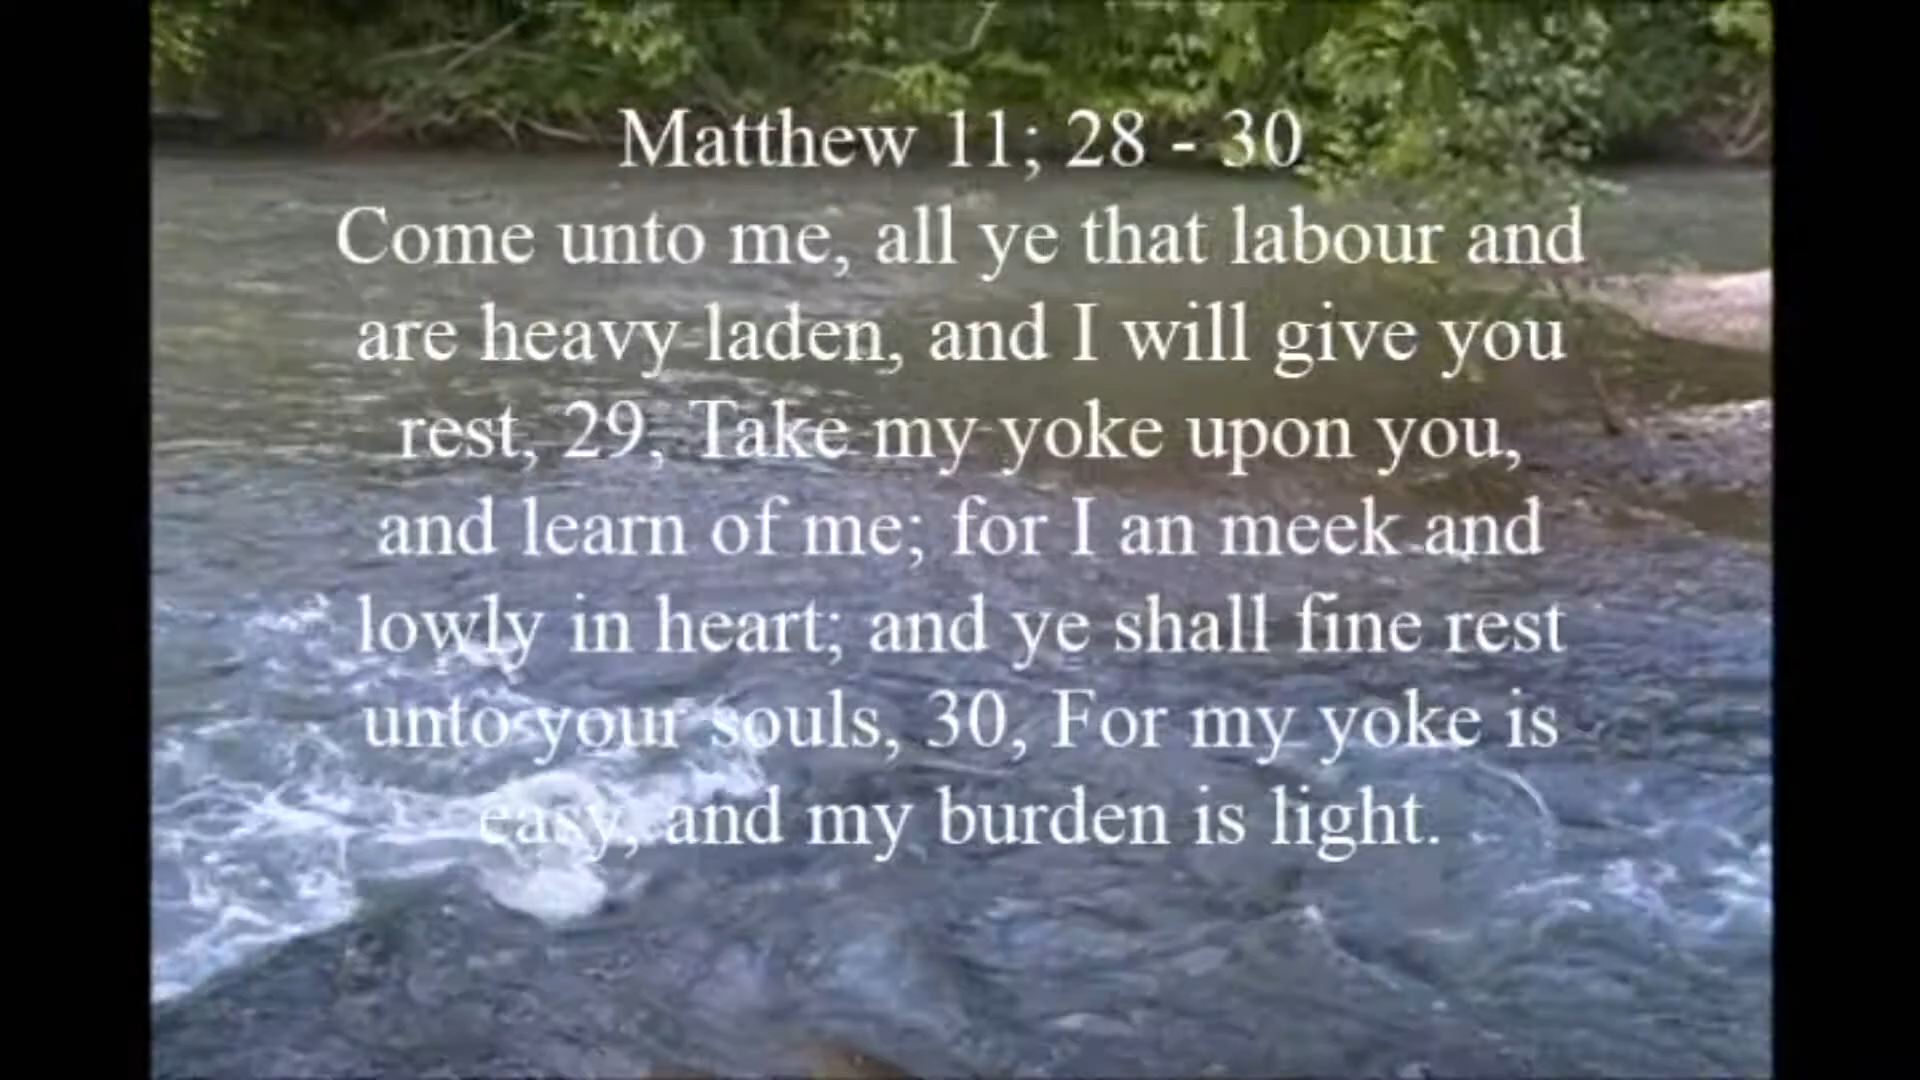 Matthew 11; 28 - 30
Come unto me, all ye that labour and
are heavy laden, and I will give you
rest, 29, Take my yoke upon you,
and learn of me; for I an meek and
lowly in heart; and ye shall fine rest
unto your souls, 30, For my yoke is
easy, and my burden is light.